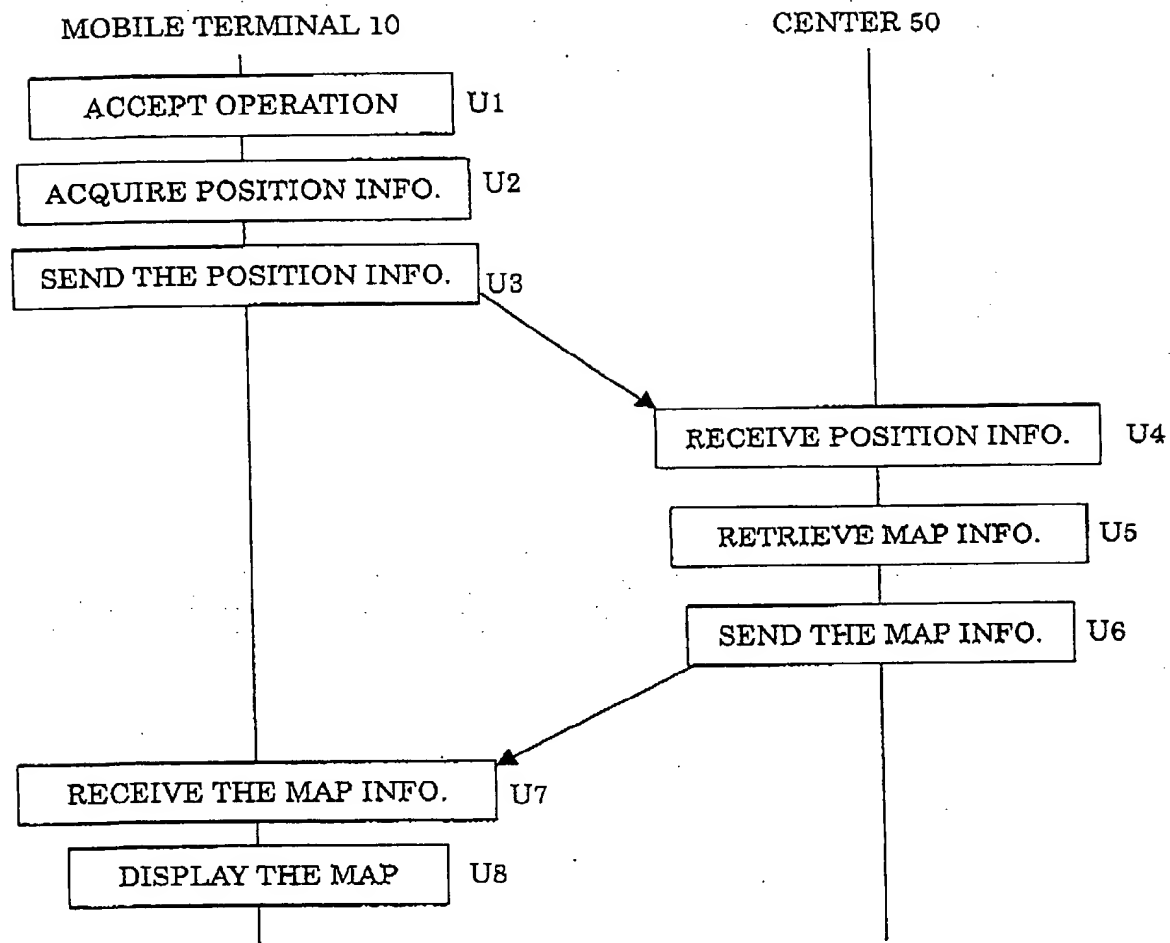 MOBILE TERMINAL 10
CENTER 50
ACCEPT OPERATION U1
ACQUIRE POSITION INFO. U2
SEND THE POSITION INFO. U3
RECEIVE POSITION INFO. U4
RETRIEVE MAP INFO. U5
SEND THE MAP INFO. U6
RECEIVE THE MAP INFO. U7
DISPLAY THE MAP U8